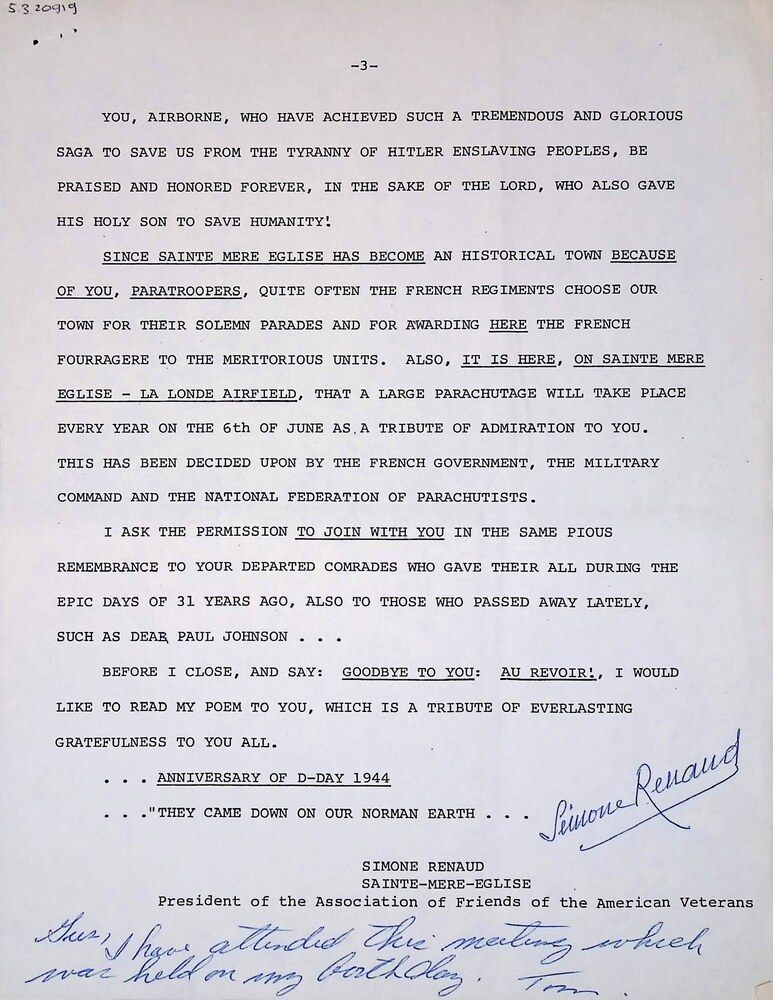 5320919
-3-
YOU, AIRBORNE, WHO HAVE ACHIEVED SUCH A TREMENDOUS AND GLORIOUS
SAGA TO SAVE US FROM THE TYRANNY OF HITLER ENSLAVING PEOPLES, BE
PRAISED AND HONORED FOREVER, IN THE SAKE OF THE LORD, WHO ALSO GAVE
HIS HOLY SON TO SAVE HUMANITY!
SINCE SAINTE MERE EGLISE HAS BECOME AN HISTORICAL TOWN BECAUSE
OF YOU, PARATROOPERS, QUITE OFTEN THE FRENCH REGIMENTS CHOOSE OUR
TOWN FOR THEIR SOLEMN PARADES AND FOR AWARDING HERE THE FRENCH
FOURRAGERE TO THE MERITORIOUS UNITS. ALSO, IT IS HERE, ON SAINTE MERE
EGLISE - LA LONDE AIRFIELD, THAT A LARGE PARACHUTAGE WILL TAKE PLACE
EVERY YEAR ON THE 6th OF JUNE AS A TRIBUTE OF ADMIRATION TO YOU.
THIS HAS BEEN DECIDED UPON BY THE FRENCH GOVERNMENT, THE MILITARY
COMMAND AND THE NATIONAL FEDERATION OF PARACHUTISTS.
I ASK THE PERMISSION TO JOIN WITH YOU IN THE SAME PIOUS
REMEMBRANCE TO YOUR DEPARTED COMRADES WHO GAVE THEIR ALL DURING THE
EPIC DAYS OF 31 YEARS AGO, ALSO TO THOSE WHO PASSED AWAY LATELY,
SUCH AS DEAR PAUL JOHNSON . . .
BEFORE I CLOSE, AND SAY: GOODBYE TO YOU: AU REVOIR!, I WOULD
LIKE TO READ MY POEM TO YOU, WHICH IS A TRIBUTE OF EVERLASTING
GRATEFULNESS TO YOU ALL.
. . . ANNIVERSARY OF D-DAY 1944
. . ."THEY CAME DOWN ON OUR NORMAN EARTH . . .
Simone Renaud
SIMONE RENAUD
SAINTE-MERE-EGLISE
President of the Association of Friends of the American Veterans
Gus, I have attended this meeting which
was held on my birthday. Tom.